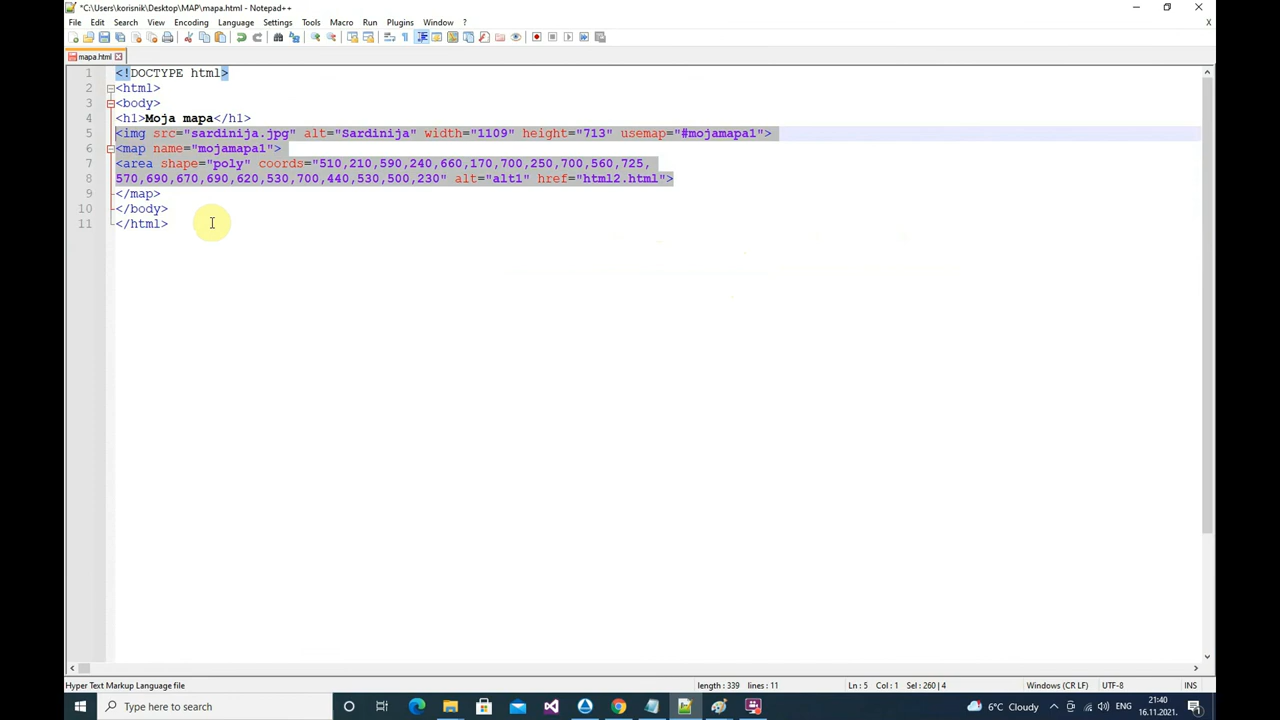 *C:\Users\korisnik\Desktop\MAP\mapa.html - Notepad++
File Edit Search View Encoding Language Settings Tools Macro Run Plugins Window ? X
mapa.html
1 <!DOCTYPE html>
2 <html>
3 <body>
4 <h1>Moja mapa</h1>
5 <img src="sardinija.jpg" alt="Sardinija" width="1109" height="713" usemap="#mojamapa1">
6 <map name="mojamapa1">
7 <area shape="poly" coords="510,210,590,240,660,170,700,250,700,560,725,
8 570,690,670,690,620,530,700,440,530,500,230" alt="alt1" href="html2.html">
9 </map>
10 </body>
11 </html>
Hyper Text Markup Language file length : 339 lines : 11 Ln : 5 Col : 1 Sel : 260 | 4 Windows (CR LF) UTF-8 INS
Type here to search 6°C Cloudy ENG 21:40
16.11.2021.